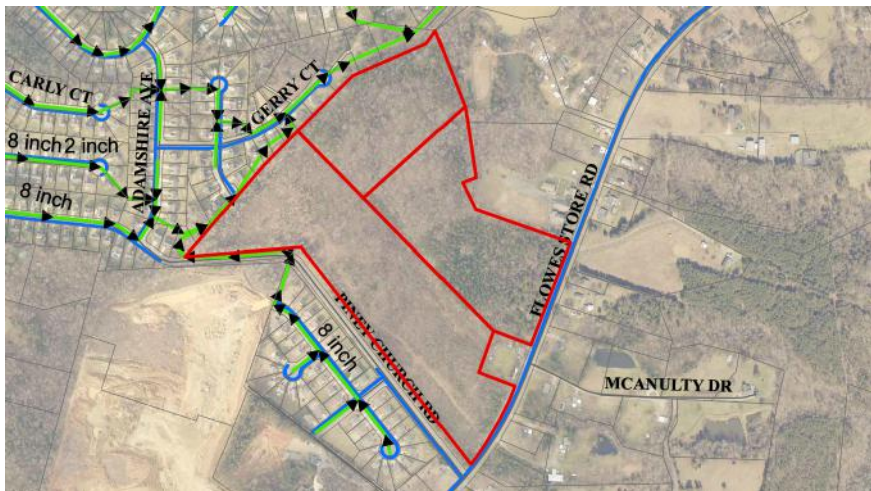 CARLY CT
ADAMSHIRE AVE
GERRY CT
8 inch
2 inch
8 inch
FLOWES STORE RD
PINEY CHURCH RD
8 inch
MCANULTY DR